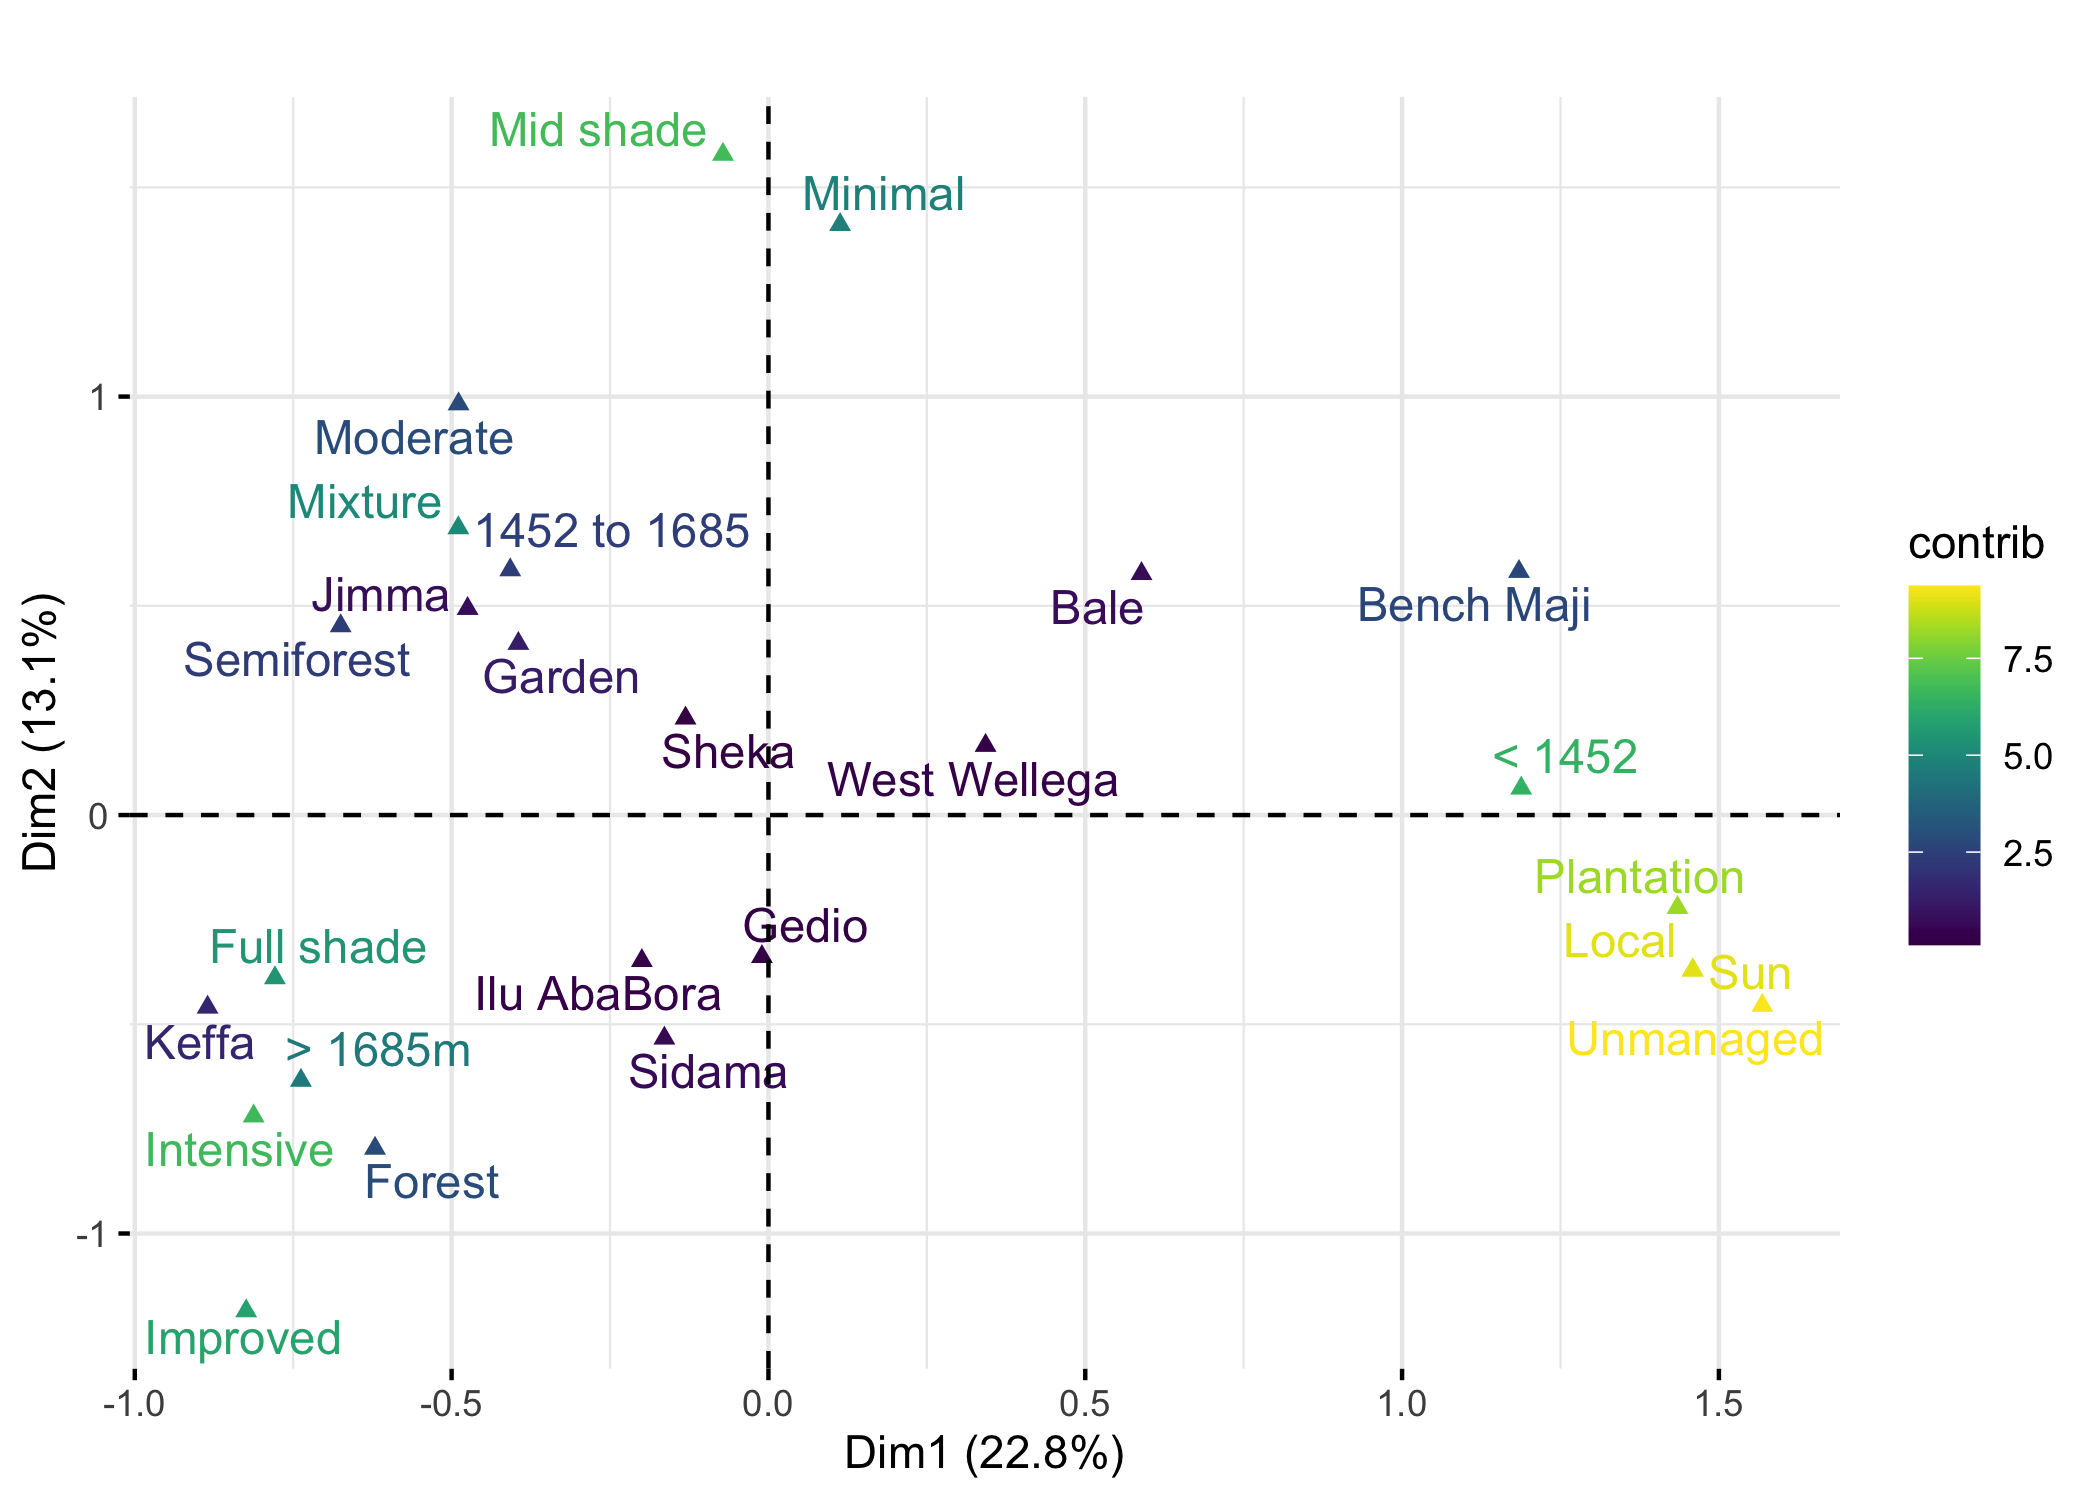 Mid shade
Minimal
1
Moderate
Mixture
1452 to 1685
contrib
Jimma
Bale
Bench Maji
Semiforest
Garden
7.5
Sheka
< 1452
5.0
West Wellega
0
Dim2 (13.1%)
2.5
Plantation
Gedio
Full shade
Local
Sun
Ilu AbaBora
Keffa
> 1685m
Unmanaged
Sidama
Intensive
Forest
-1
Improved
-1.0
-0.5
0.0
0.5
1.0
1.5
Dim1 (22.8%)